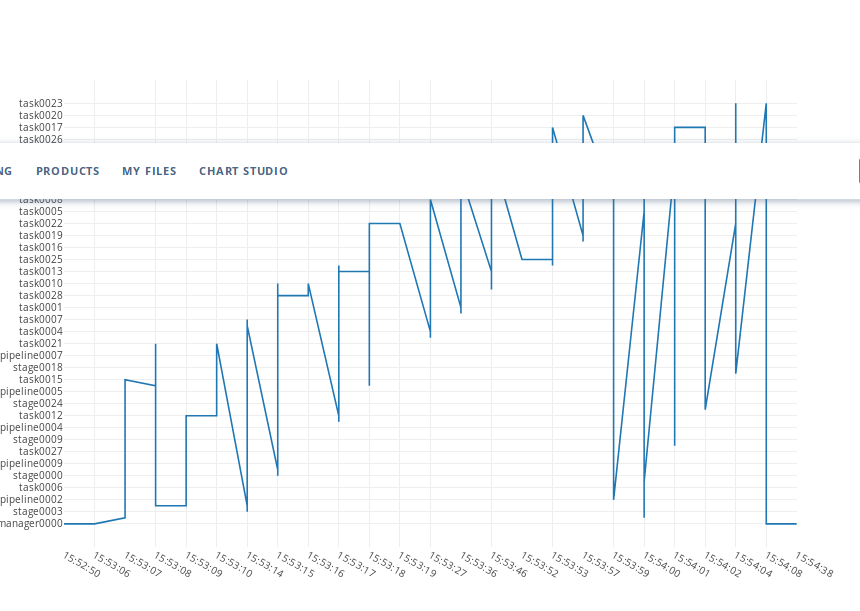 task0023
task0020
task0017
task0026
NG PRODUCTS MY FILES CHART STUDIO
task0008
task0005
task0022
task0019
task0016
task0025
task0013
task0010
task0028
task0001
task0007
task0004
task0021
pipeline0007
stage0018
task0015
pipeline0005
stage0024
task0012
pipeline0004
stage0009
task0027
pipeline0009
stage0000
task0006
pipeline0002
stage0003
manager0000
15:52:50
15:53:06
15:53:07
15:53:08
15:53:09
15:53:10
15:53:14
15:53:15
15:53:16
15:53:17
15:53:18
15:53:19
15:53:27
15:53:36
15:53:46
15:53:52
15:53:53
15:53:57
15:53:59
15:54:00
15:54:01
15:54:02
15:54:04
15:54:08
15:54:38